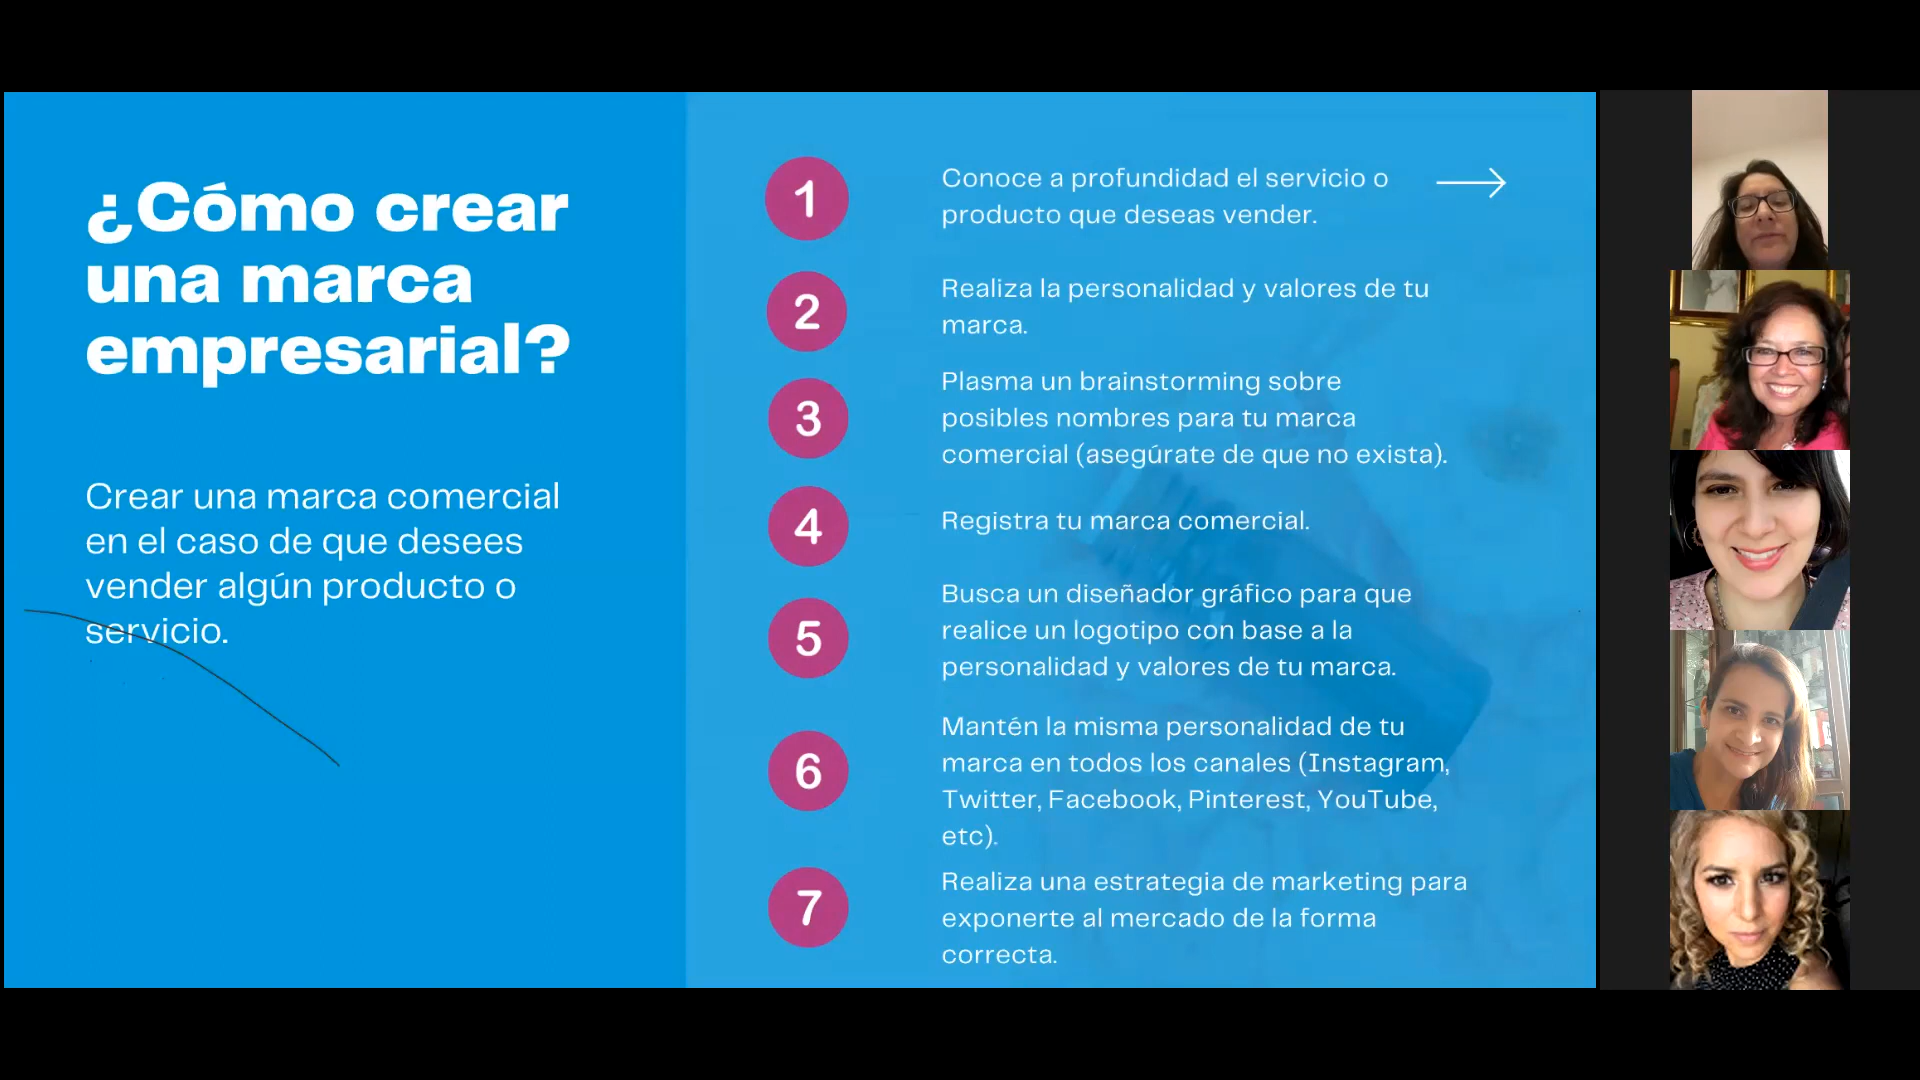 ¿Cómo crear
una marca
empresarial?
Crear una marca comercial
en el caso de que desees
vender algún producto o
servicio.
1
Conoce a profundidad el servicio o
producto que deseas vender.
2
Realiza la personalidad y valores de tu
marca.
3
Plasma un brainstorming sobre
posibles nombres para tu marca
comercial (asegúrate de que no exista).
4
Registra tu marca comercial.
5
Busca un diseñador gráfico para que
realice un logotipo con base a la
personalidad y valores de tu marca.
6
Mantén la misma personalidad de tu
marca en todos los canales (Instagram,
Twitter, Facebook, Pinterest, YouTube,
etc).
7
Realiza una estrategia de marketing para
exponerte al mercado de la forma
correcta.